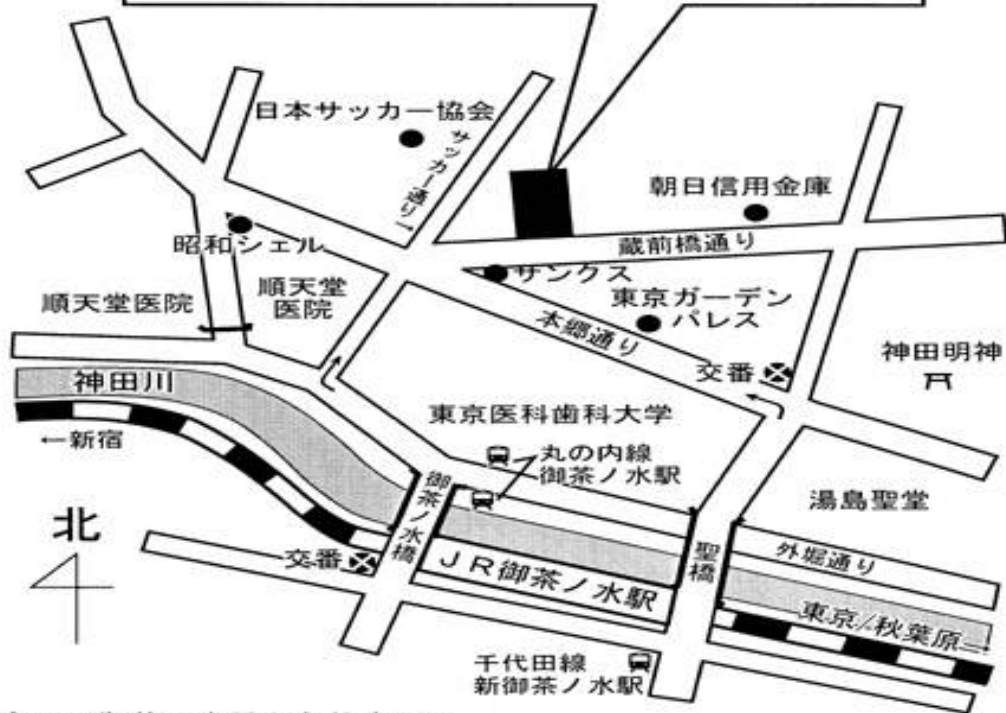 日本サッカー協会
サッカー通り
朝日信用金庫
昭和シェル
蔵前橋通り
サンクス
順天堂医院
順天堂
医院
東京ガーデン
パレス
本郷通り
神田明神
交番
神田川
東京医科歯科大学
←新宿
丸の内線
御茶ノ水駅
湯島聖堂
御茶ノ水橋
北
外堀通り
聖橋
交番
JR御茶ノ水駅
東京/秋葉原→
千代田線
新御茶ノ水駅